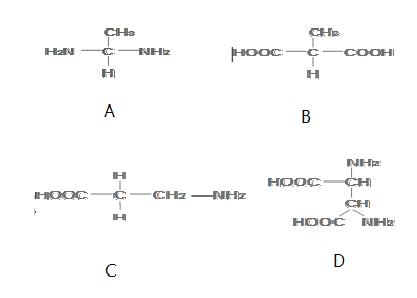 CH₃ CH₃
H₂N C NH₂ HOOC C COOH
H H
A B
H NH₂
HOOC C CH₂ NH₂ HOOC CH
H CH
HOOC NH₂
C D